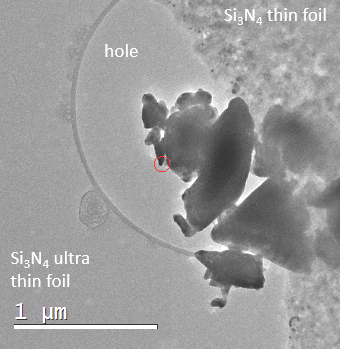 Si₃N₄ thin foil
hole
Si₃N₄ ultra
thin foil
1 µm